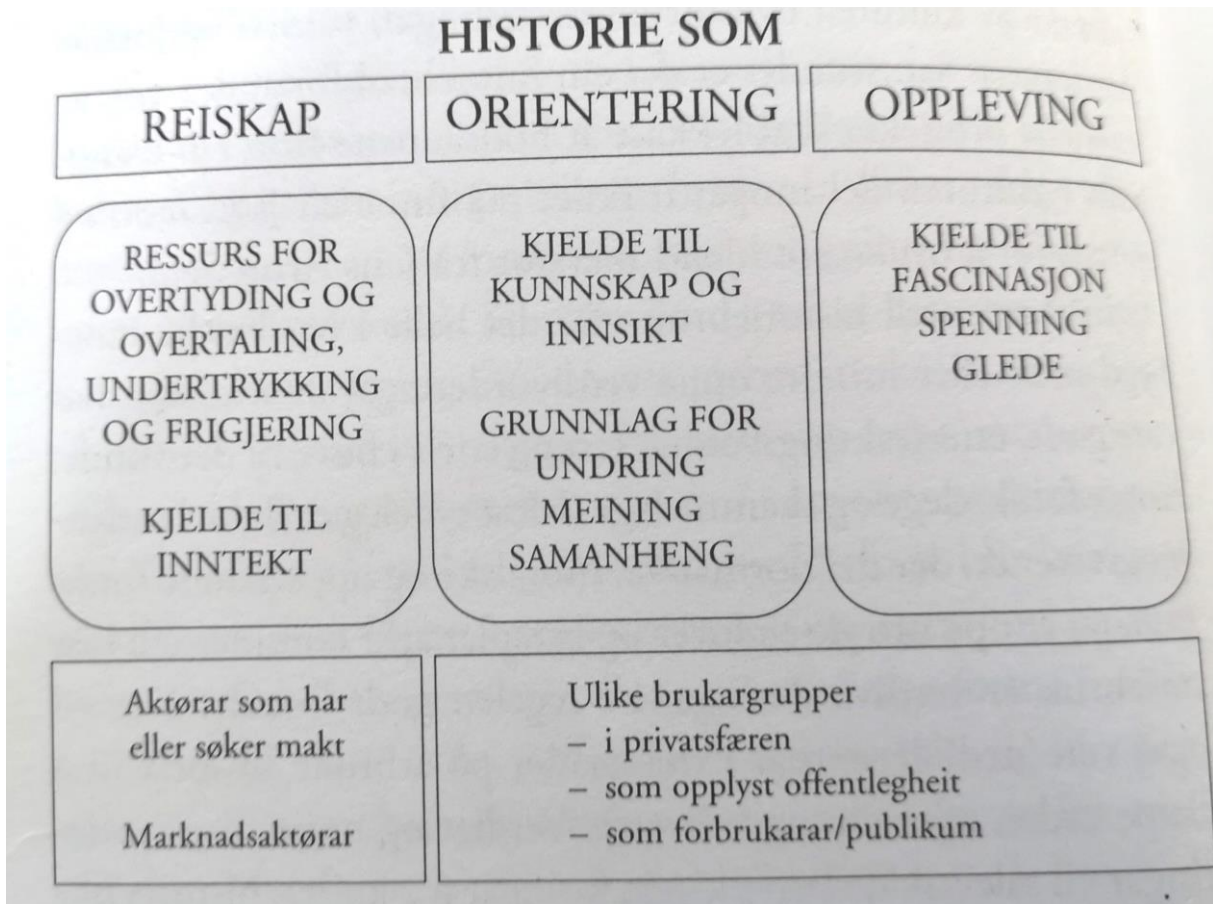 HISTORIE SOM
REISKAP
ORIENTERING
OPPLEVING
RESSURS FOR
OVERTYDING OG
OVERTALING,
UNDERTRYKKING
OG FRIGJERING
KJELDE TIL
INNTEKT
KJELDE TIL
KUNNSKAP OG
INNSIKT
GRUNNLAG FOR
UNDRING
MEINING
SAMANHENG
KJELDE TIL
FASCINASJON
SPENNING
GLEDE
Aktørar som har
eller søker makt
Marknadsaktørar
Ulike brukargrupper
– i privatsfæren
– som opplyst offentlegheit
– som forbrukarar/publikum